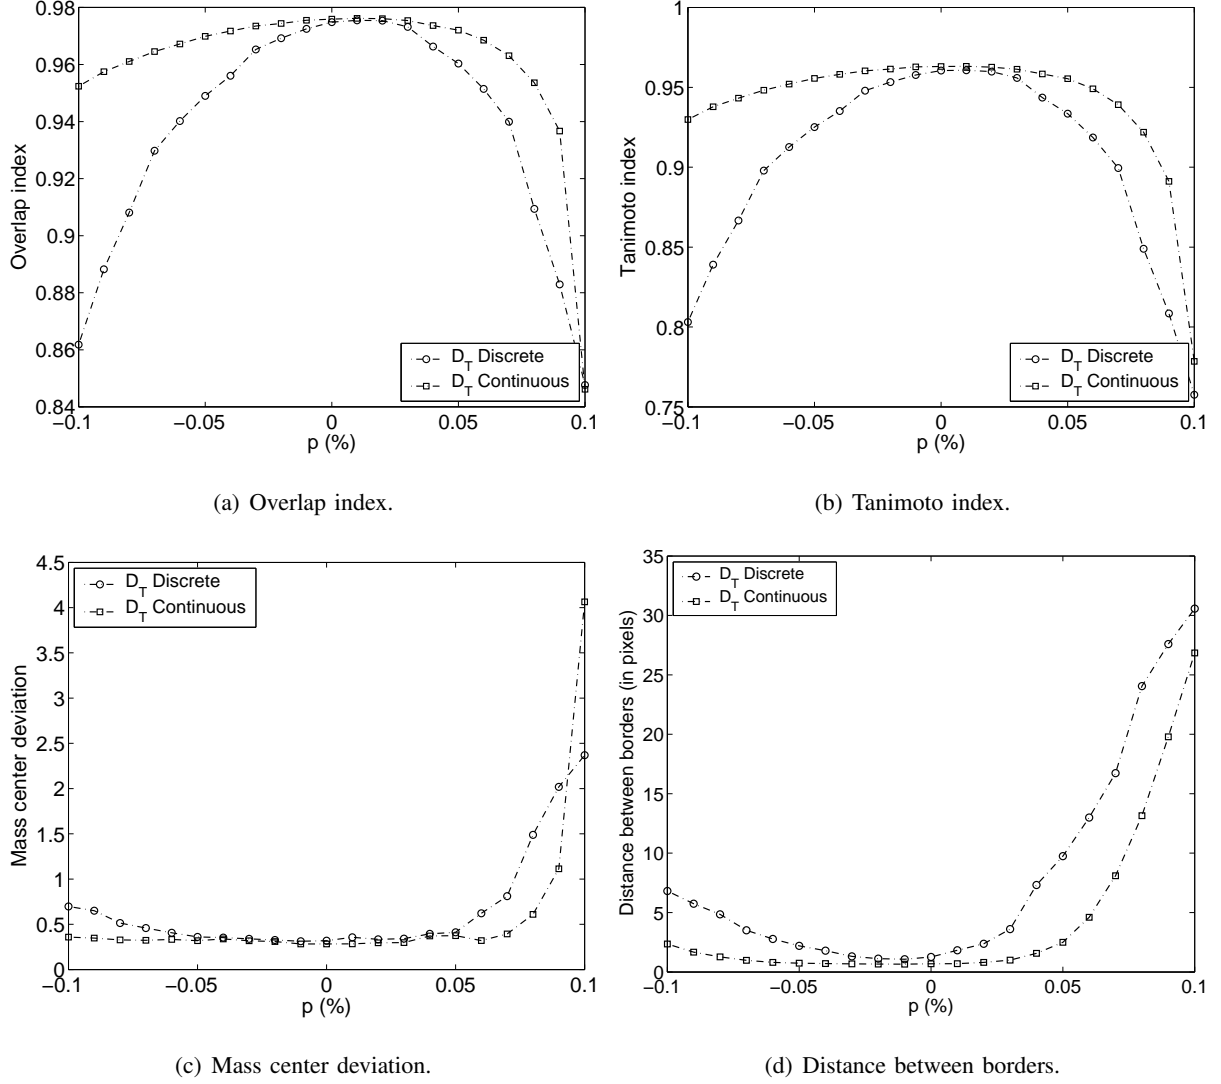 0.98
0.96
0.94
0.92
0.9
0.88
0.86
0.84
Overlap index
−0.1
−0.05
0
0.05
0.1
p (%)
D_T Discrete
D_T Continuous
(a) Overlap index.
1
0.95
0.9
0.85
0.8
0.75
Tanimoto index
−0.1
−0.05
0
0.05
0.1
p (%)
D_T Discrete
D_T Continuous
(b) Tanimoto index.
4.5
4
3.5
3
2.5
2
1.5
1
0.5
0
Mass center deviation
−0.1
−0.05
0
0.05
0.1
p (%)
D_T Discrete
D_T Continuous
(c) Mass center deviation.
35
30
25
20
15
10
5
0
Distance between borders (in pixels)
−0.1
−0.05
0
0.05
0.1
p (%)
D_T Discrete
D_T Continuous
(d) Distance between borders.